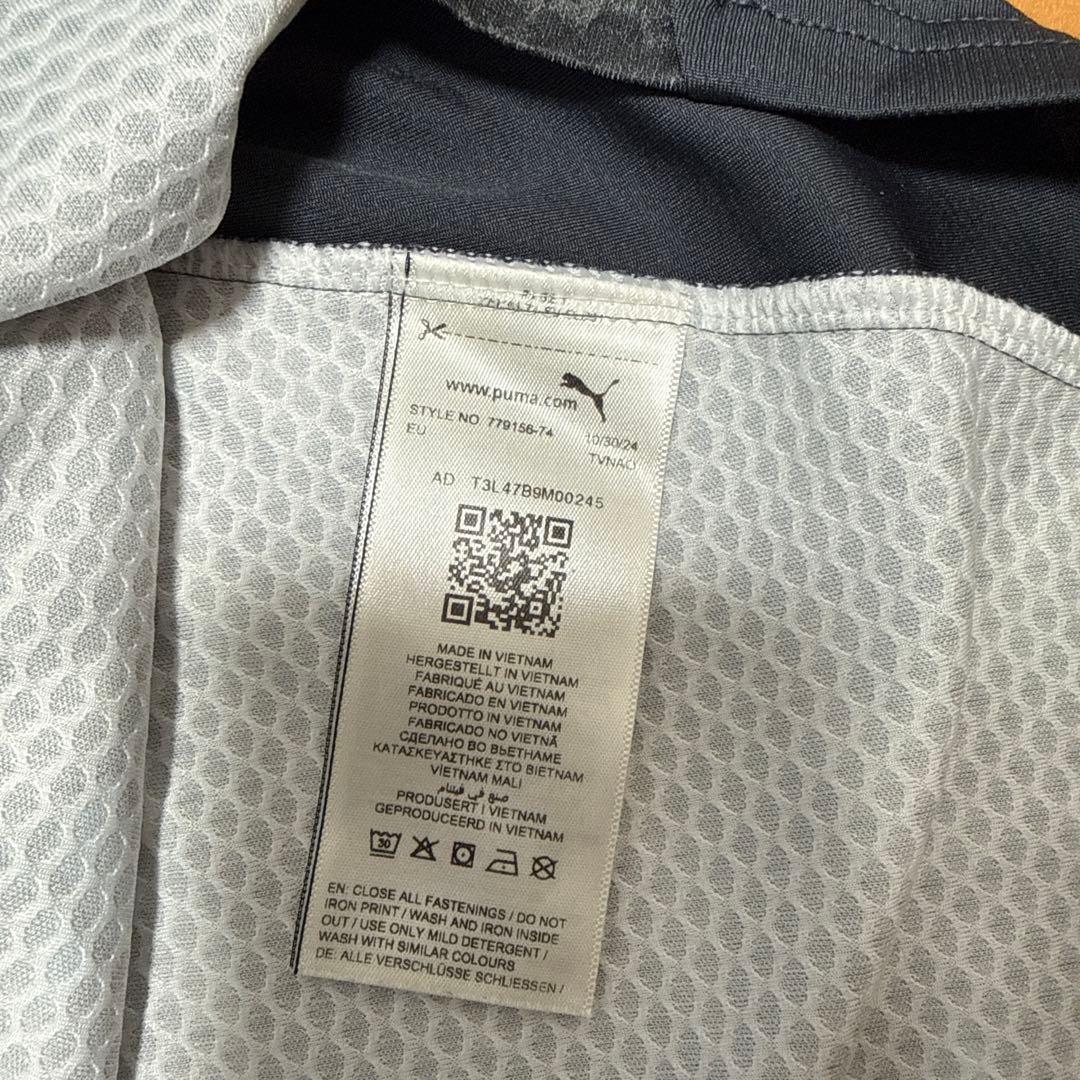 www.puma.com
STYLE NO. 779156-74 10/30/24
EU TVNAO
AD T3L47B9M00245
MADE IN VIETNAM
HERGESTELLT IN VIETNAM
FABRIQUÉ AU VIETNAM
FABRICADO EN VIETNAM
PRODOTTO IN VIETNAM
FABRICADO NO VIETNÃ
СДЕЛАНО ВО ВЬЕТНАМЕ
ΚΑΤΑΣΚΕΥΑΣΤΗΚΕ ΣΤΟ ΒΙΕΤΝΑΜ
VİETNAM MALI
صنع في فيتنام
PRODUSERT I VIETNAM
GEPRODUCEERD IN VIETNAM
30
EN: CLOSE ALL FASTENINGS / DO NOT
IRON PRINT / WASH AND IRON INSIDE
OUT / USE ONLY MILD DETERGENT /
WASH WITH SIMILAR COLOURS
DE: ALLE VERSCHLÜSSE SCHLIESSEN /